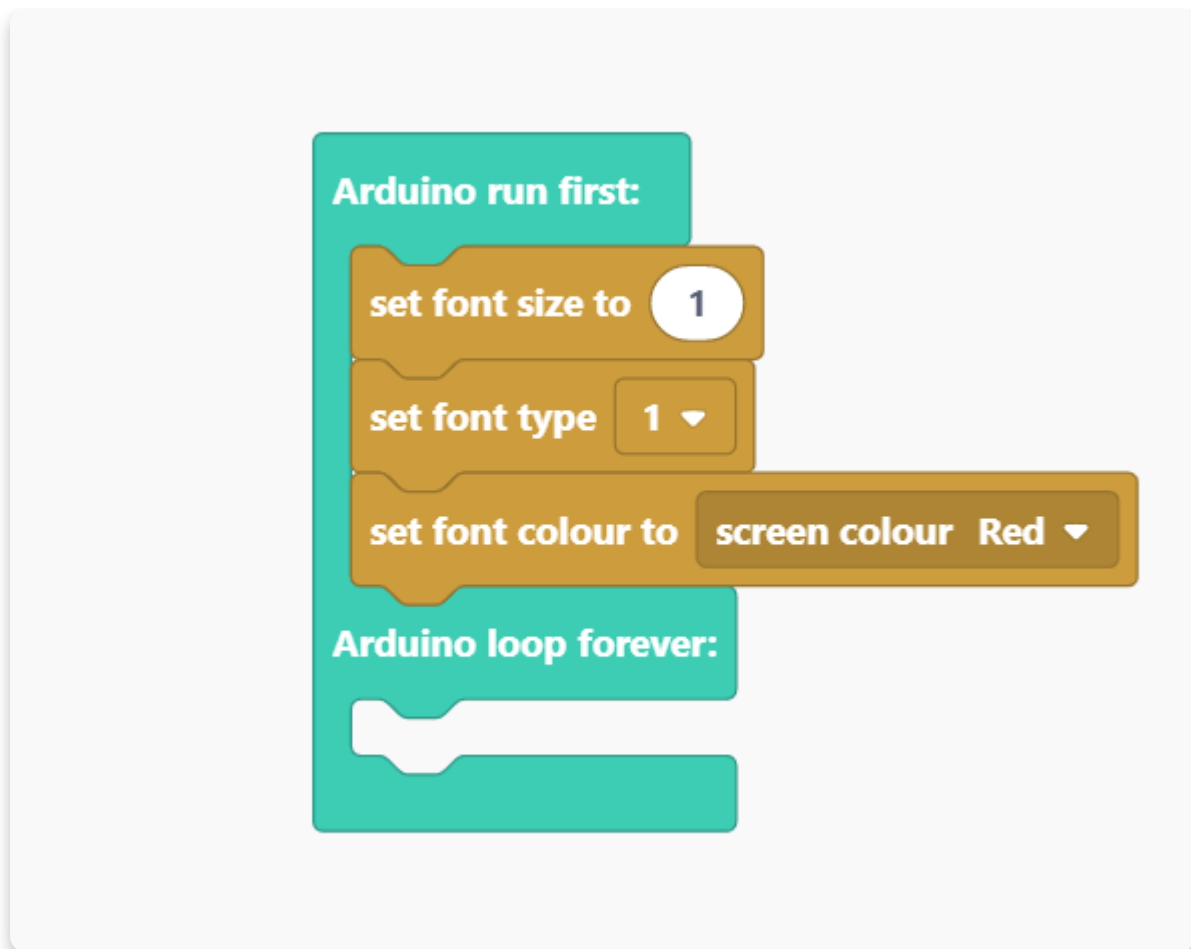 Arduino run first:
set font size to 1
set font type 1
set font colour to screen colour Red
Arduino loop forever: